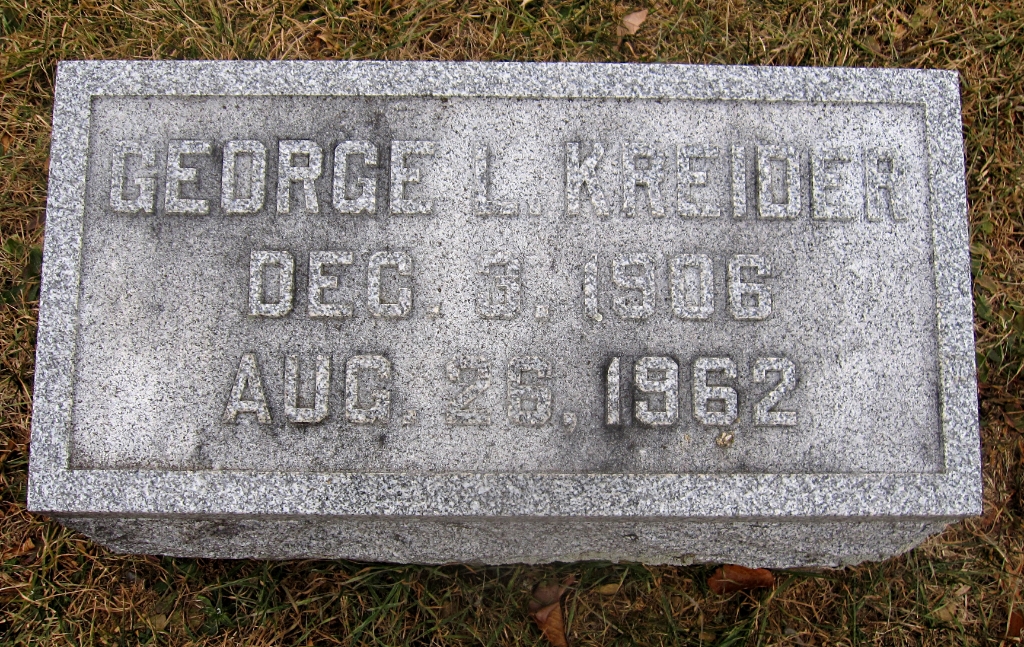 GEORGE L. KREIDER
DEC. 3. 1906
AUG. 26, 1962